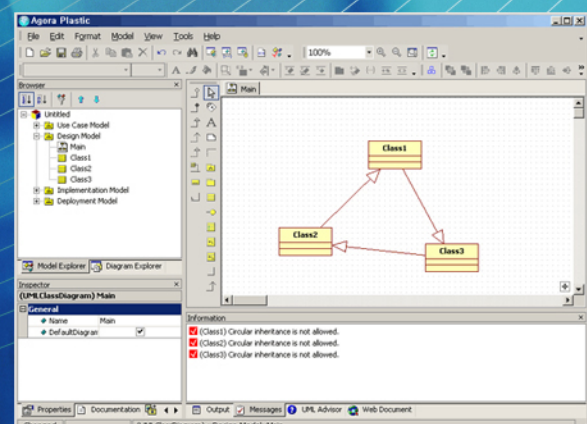 Agora Plastic
File Edit Format Model View Tools Help
100%
Browser
Main
Untitled
Use Case Model
Design Model
Main
Class1
Class2
Class3
Implementation Model
Deployment Model
Class1
Class2
Class3
Model Explorer Diagram Explorer
Inspector
(UMLClassDiagram) Main
General
Name Main
DefaultDiagram
Information
(Class1) Circular inheritance is not allowed.
(Class2) Circular inheritance is not allowed.
(Class3) Circular inheritance is not allowed.
Properties Documentation
Output Messages UML Advisor Web Document